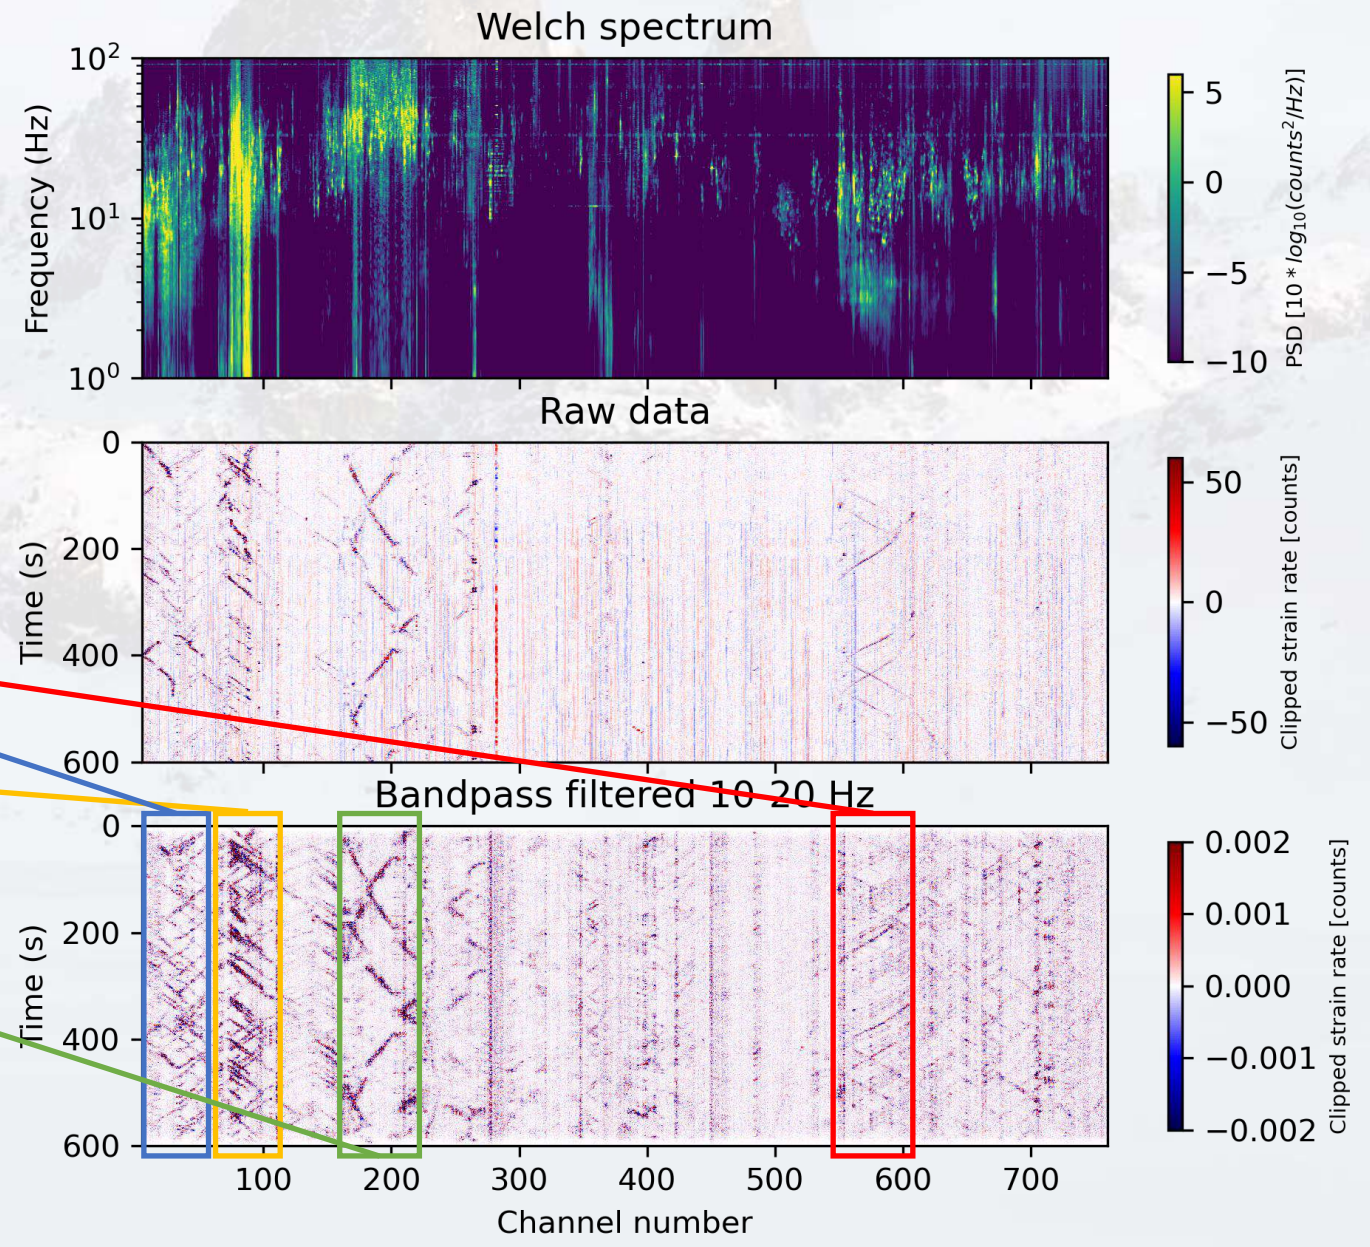 Welch spectrum
10²
10¹
10⁰
Frequency (Hz)
5
0
−5
−10
PSD [10 * log₁₀(counts²/Hz)]
Raw data
0
200
400
600
Time (s)
50
0
−50
Clipped strain rate [counts]
Bandpass filtered 10-20 Hz
0
200
400
600
Time (s)
100 200 300 400 500 600 700
Channel number
0.002
0.001
0.000
−0.001
−0.002
Clipped strain rate [counts]